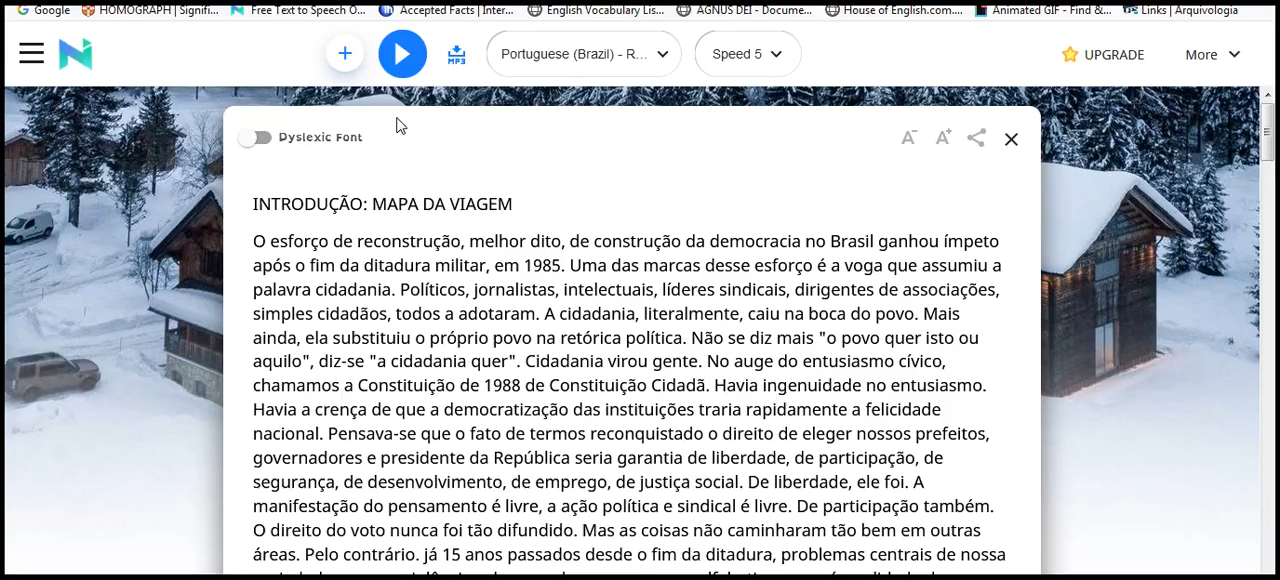 Google HOMOGRAPH | Signifi... Free Text to Speech O... Accepted Facts | Inter... English Vocabulary Lis... AGNUS DEI - Docume... House of English.com.... Animated GIF - Find &... Links | Arquivologia
MP3 Portuguese (Brazil) - R... Speed 5 UPGRADE More
Dyslexic Font A- A+
INTRODUÇÃO: MAPA DA VIAGEM
O esforço de reconstrução, melhor dito, de construção da democracia no Brasil ganhou ímpeto
após o fim da ditadura militar, em 1985. Uma das marcas desse esforço é a voga que assumiu a
palavra cidadania. Políticos, jornalistas, intelectuais, líderes sindicais, dirigentes de associações,
simples cidadãos, todos a adotaram. A cidadania, literalmente, caiu na boca do povo. Mais
ainda, ela substituiu o próprio povo na retórica política. Não se diz mais "o povo quer isto ou
aquilo", diz-se "a cidadania quer". Cidadania virou gente. No auge do entusiasmo cívico,
chamamos a Constituição de 1988 de Constituição Cidadã. Havia ingenuidade no entusiasmo.
Havia a crença de que a democratização das instituições traria rapidamente a felicidade
nacional. Pensava-se que o fato de termos reconquistado o direito de eleger nossos prefeitos,
governadores e presidente da República seria garantia de liberdade, de participação, de
segurança, de desenvolvimento, de emprego, de justiça social. De liberdade, ele foi. A
manifestação do pensamento é livre, a ação política e sindical é livre. De participação também.
O direito do voto nunca foi tão difundido. Mas as coisas não caminharam tão bem em outras
áreas. Pelo contrário. já 15 anos passados desde o fim da ditadura, problemas centrais de nossa